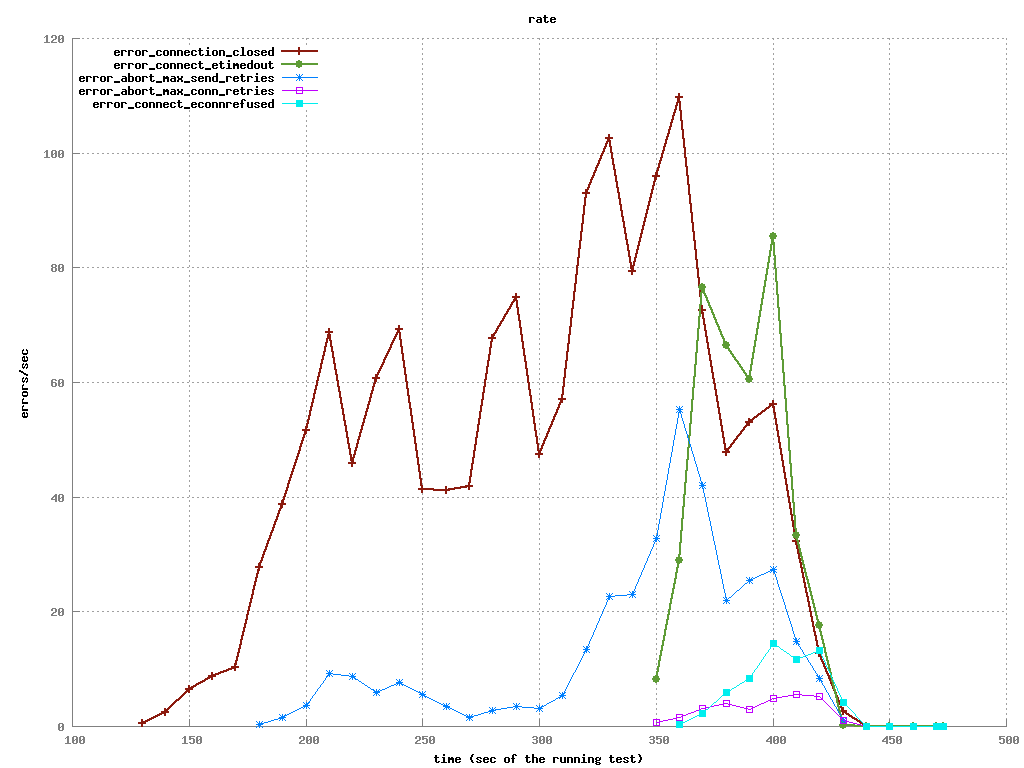 rate
120
error_connection_closed
error_connect_etimedout
error_abort_max_send_retries
error_abort_max_conn_retries
error_connect_econnrefused
100
80
60
40
20
0
errors/sec
100 150 200 250 300 350 400 450 500
time (sec of the running test)